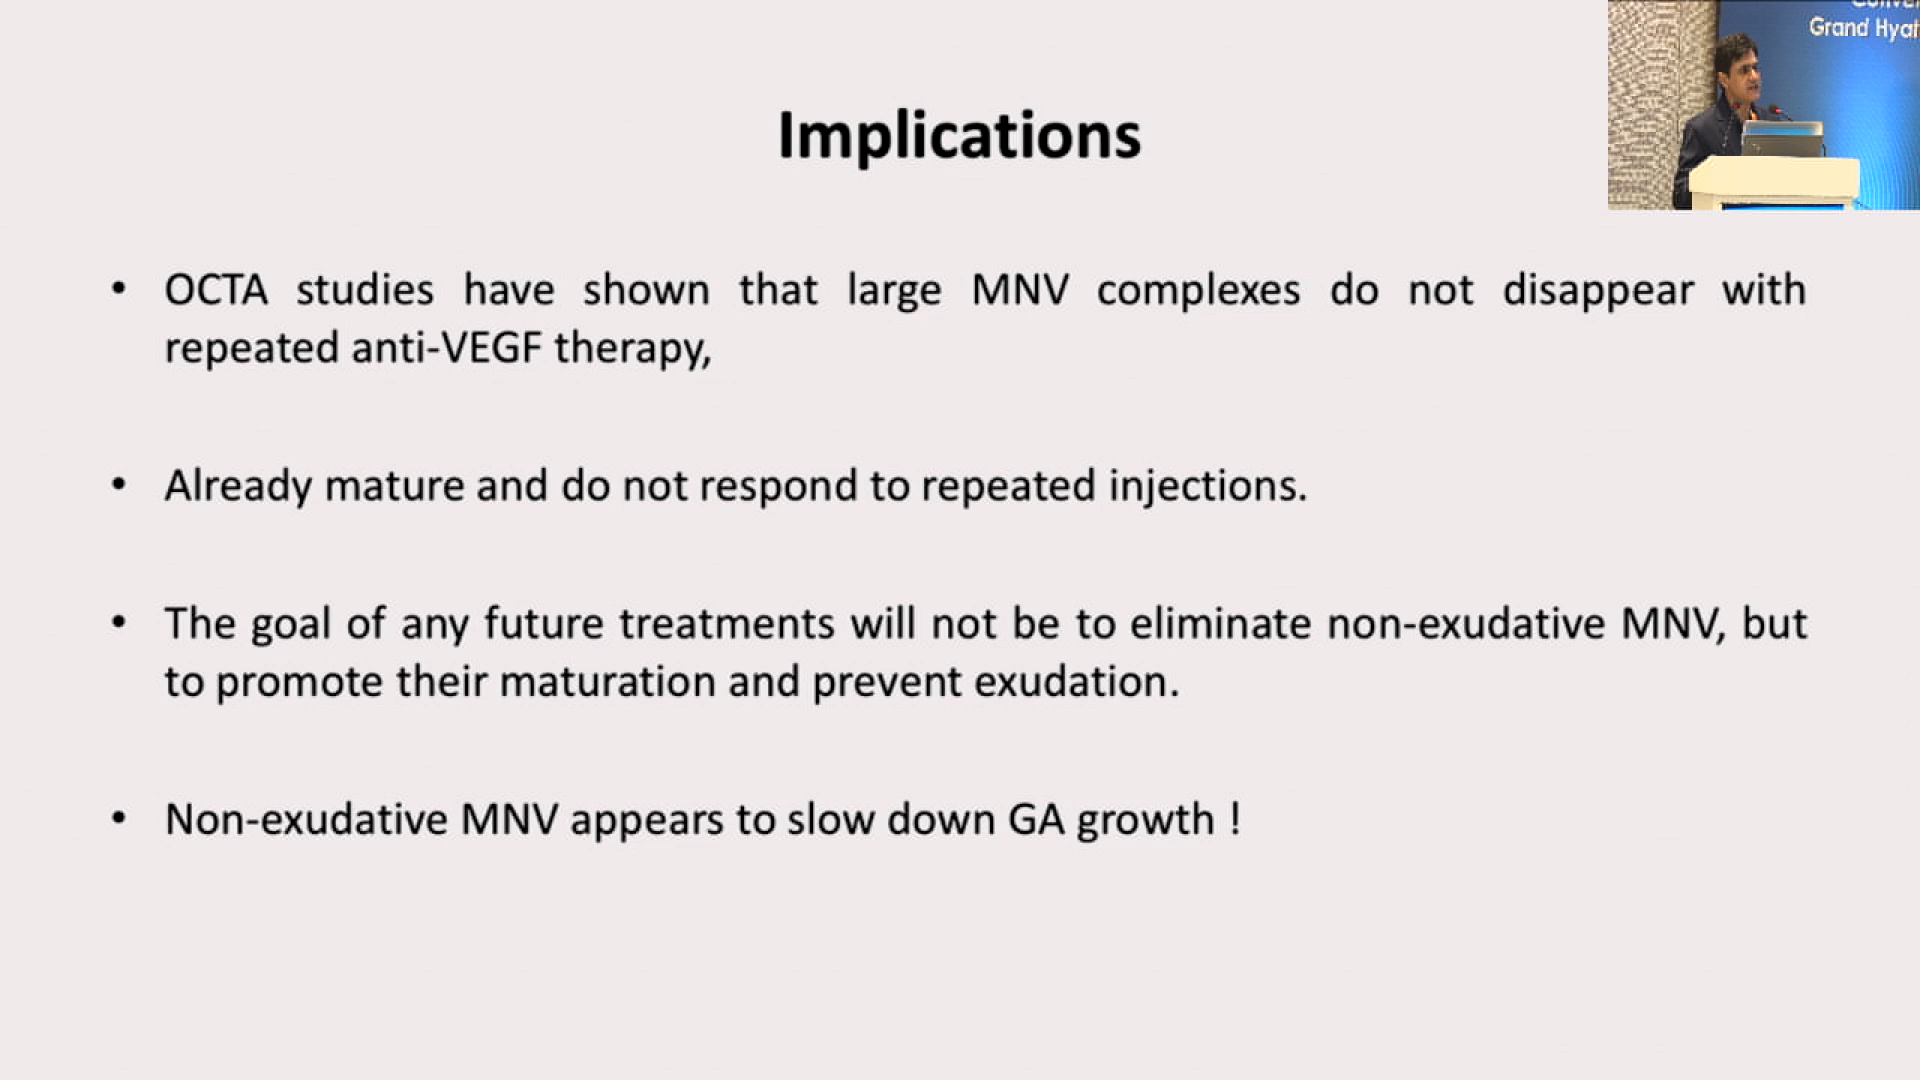 Grand Hyat
Implications
• OCTA studies have shown that large MNV complexes do not disappear with
repeated anti-VEGF therapy,
• Already mature and do not respond to repeated injections.
• The goal of any future treatments will not be to eliminate non-exudative MNV, but
to promote their maturation and prevent exudation.
• Non-exudative MNV appears to slow down GA growth !